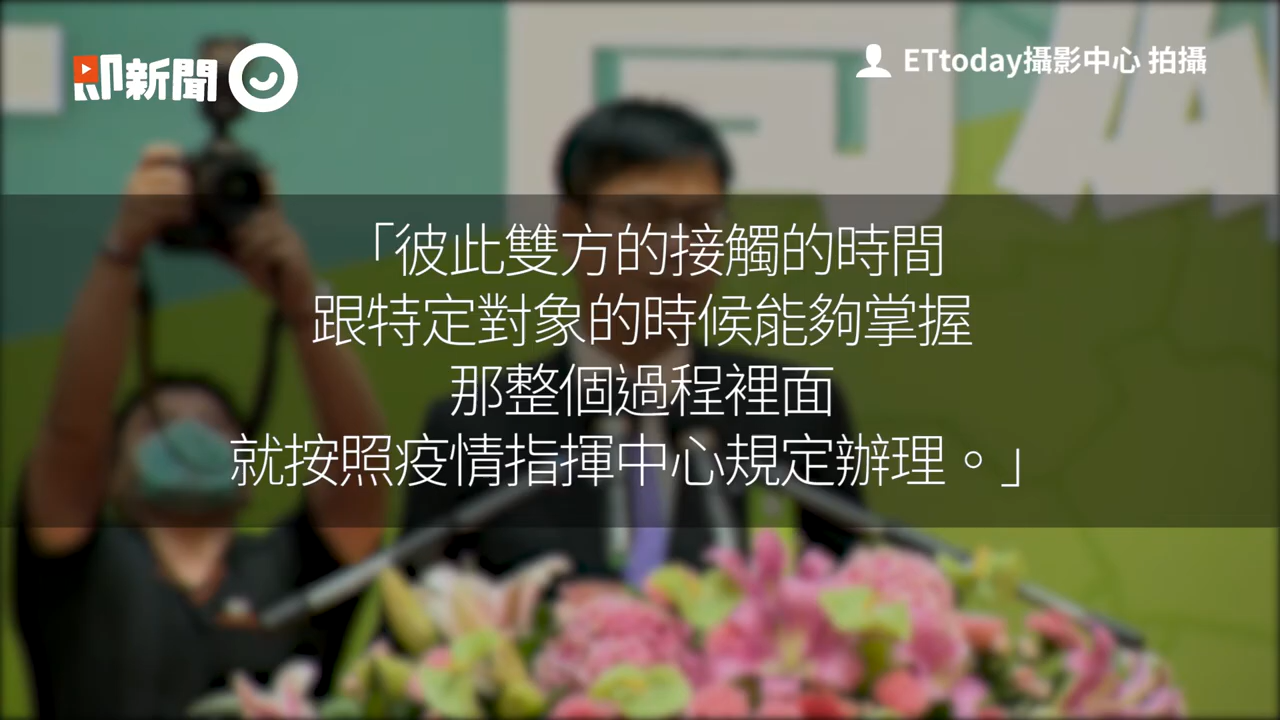 即新聞
ETtoday攝影中心 拍攝
「彼此雙方的接觸的時間
跟特定對象的時候能夠掌握
那整個過程裡面
就按照疫情指揮中心規定辦理。」